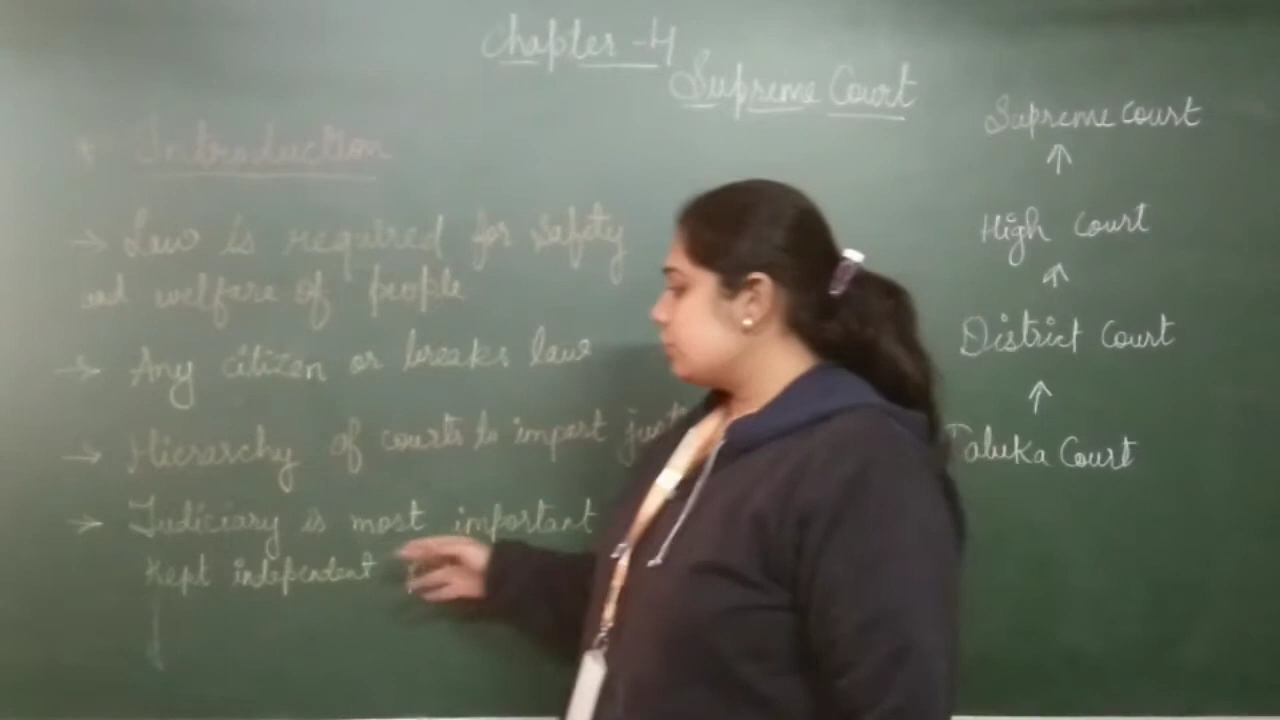 Chapter -4
Supreme Court
* Introduction
→ Law is required for safety
and welfare of people
→ Any citizen or breaks law
→ Hierarchy of courts to impart
→ Judiciary is most important
Kept independent
Supreme Court
↑
High Court
↑
District Court
↑
Taluka Court